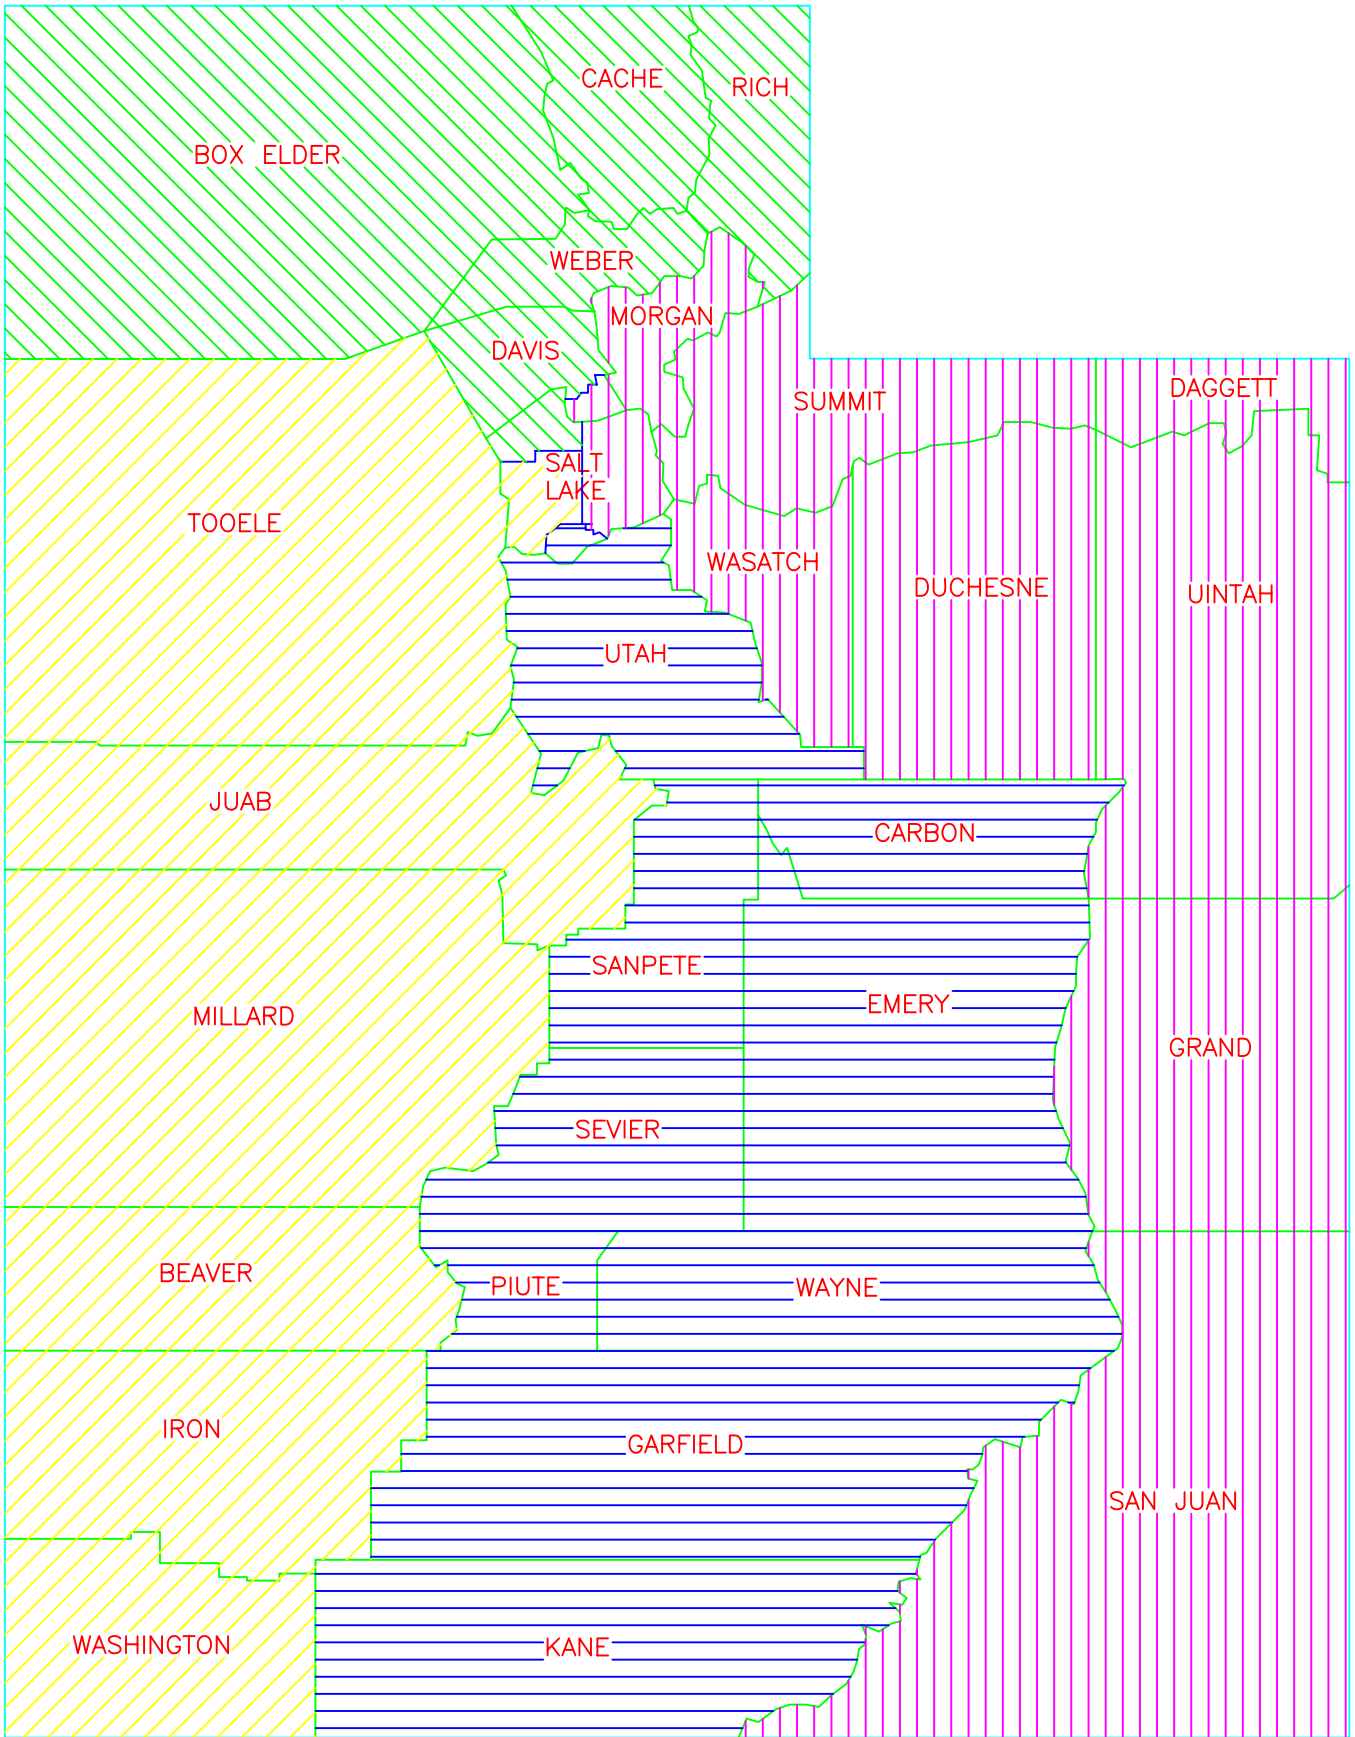 CACHE
RICH
BOX ELDER
WEBER
MORGAN
DAVIS
DAGGETT
SUMMIT
SALT
LAKE
TOOELE
WASATCH
DUCHESNE
UINTAH
UTAH
JUAB
CARBON
SANPETE
EMERY
MILLARD
GRAND
SEVIER
BEAVER
PIUTE
WAYNE
IRON
GARFIELD
SAN JUAN
WASHINGTON
KANE